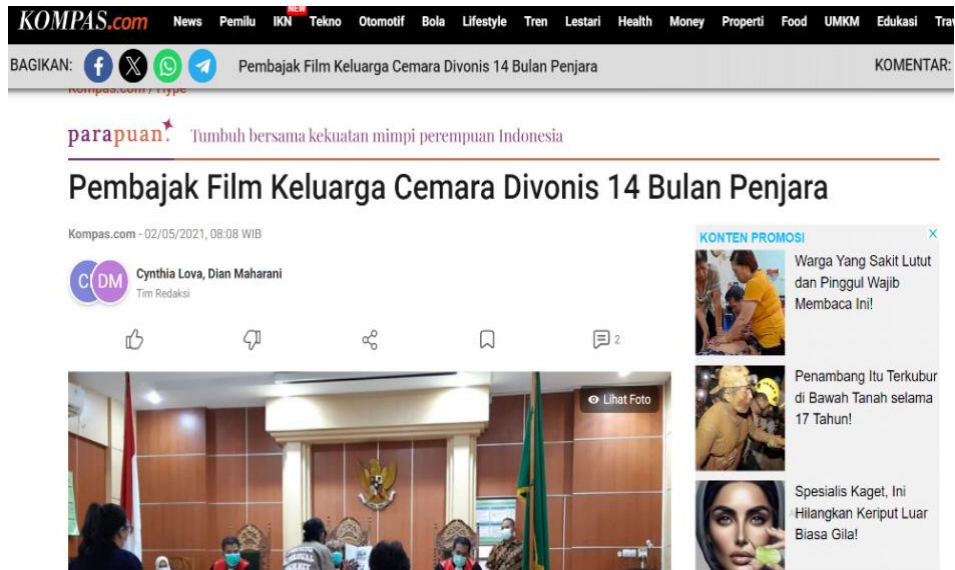 KOMPAS.com News Pemilu IKN NEW Tekno Otomotif Bola Lifestyle Tren Lestari Health Money Properti Food UMKM Edukasi
BAGIKAN: Pembajak Film Keluarga Cemara Divonis 14 Bulan Penjara KOMENTAR:
Kompas.com / Hype
parapuan. Tumbuh bersama kekuatan mimpi perempuan Indonesia
Pembajak Film Keluarga Cemara Divonis 14 Bulan Penjara
Kompas.com - 02/05/2021, 08:08 WIB
C DM
Cynthia Lova, Dian Maharani
Tim Redaksi
2
Lihat Foto
KONTEN PROMOSI
Warga Yang Sakit Lutut
dan Pinggul Wajib
Membaca Ini!
Penambang Itu Terkubur
di Bawah Tanah selama
17 Tahun!
Spesialis Kaget, Ini
Hilangkan Keriput Luar
Biasa Gila!